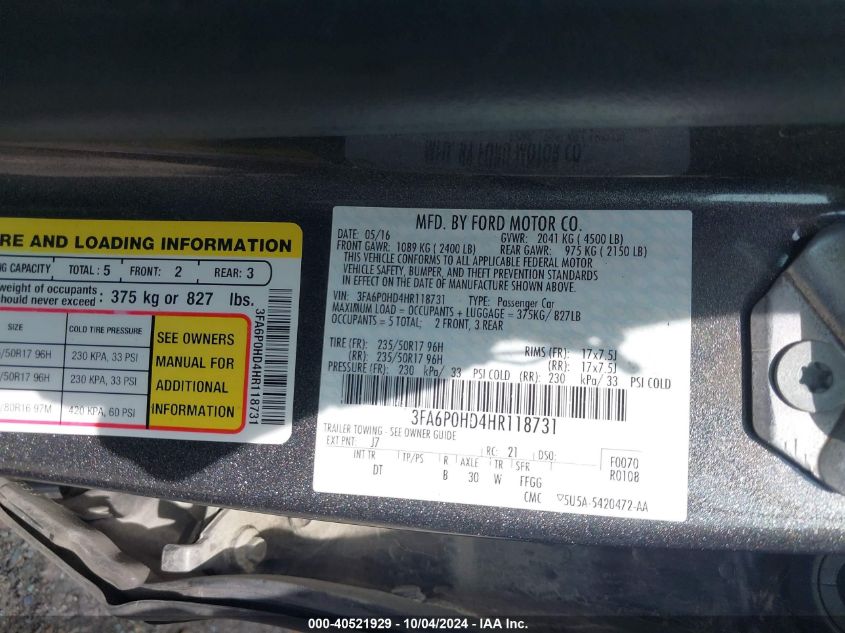 RE AND LOADING INFORMATION
NG CAPACITY TOTAL: 5 FRONT: 2 REAR: 3
weight of occupants
should never exceed : 375 kg or 827 lbs.
SIZE COLD TIRE PRESSURE
/50R17 96H 230 KPA, 33 PSI
/50R17 96H 230 KPA, 33 PSI
/80R16 97M 420 KPA, 60 PSI
SEE OWNERS
MANUAL FOR
ADDITIONAL
INFORMATION
3FA6P0HD4HR118731
MFD. BY FORD MOTOR CO.
DATE: 05/16 GVWR: 2041 KG ( 4500 LB)
FRONT GAWR: 1089 KG ( 2400 LB) REAR GAWR: 975 KG ( 2150 LB)
THIS VEHICLE CONFORMS TO ALL APPLICABLE FEDERAL MOTOR
VEHICLE SAFETY, BUMPER, AND THEFT PREVENTION STANDARDS
IN EFFECT ON THE DATE OF MANUFACTURE SHOWN ABOVE.
VIN: 3FA6P0HD4HR118731 TYPE: Passenger Car
MAXIMUM LOAD = OCCUPANTS + LUGGAGE = 375KG/ 827LB
OCCUPANTS = 5 TOTAL; 2 FRONT, 3 REAR
TIRE (FR): 235/50R17 96H RIMS (FR): 17x7.5J
(RR): 235/50R17 96H (RR): 17x7.5J
PRESSURE (FR): 230 kPa/ 33 PSI COLD (RR): 230 kPa/ 33 PSI COLD
3FA6P0HD4HR118731
TRAILER TOWING - SEE OWNER GUIDE
EXT PNT: J7 RC: 21 DSO: F0070
R0108
INT TR TP/PS R AXLE TR SFR
DT B 30 W FFGG
CMC 5U5A-5420472-AA
000-40521929 - 10/04/2024 - IAA Inc.